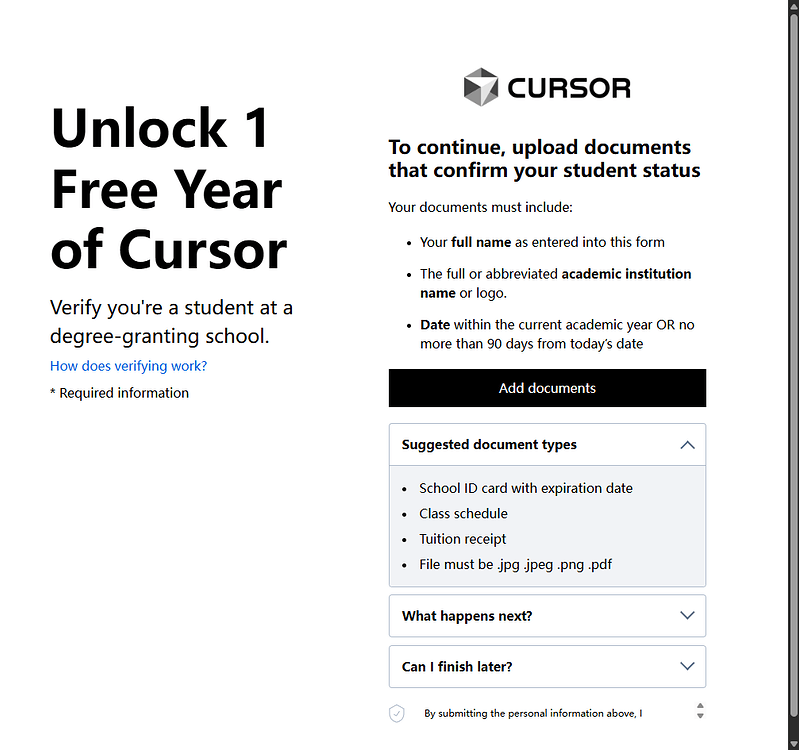 Unlock 1
Free Year
of Cursor
Verify you're a student at a
degree-granting school.
How does verifying work?
* Required information
CURSOR
To continue, upload documents
that confirm your student status
Your documents must include:
• Your full name as entered into this form
• The full or abbreviated academic institution
name or logo.
• Date within the current academic year OR no
more than 90 days from today’s date
Add documents
Suggested document types
• School ID card with expiration date
• Class schedule
• Tuition receipt
• File must be .jpg .jpeg .png .pdf
What happens next?
Can I finish later?
By submitting the personal information above, I